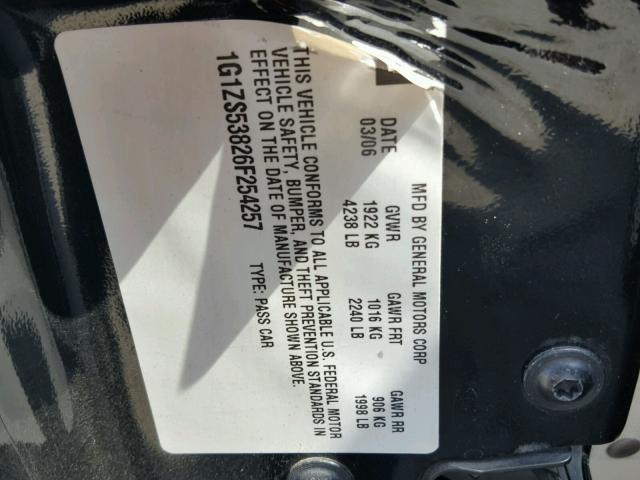 MFD BY GENERAL MOTORS CORP
DATE GVWR GAWR FRT GAWR RR
03/06 1922 KG 1016 KG 906 KG
4238 LB 2240 LB 1998 LB
THIS VEHICLE CONFORMS TO ALL APPLICABLE U.S. FEDERAL MOTOR
VEHICLE SAFETY, BUMPER, AND THEFT PREVENTION STANDARDS IN
EFFECT ON THE DATE OF MANUFACTURE SHOWN ABOVE.
1G1ZS53826F254257 TYPE: PASS CAR